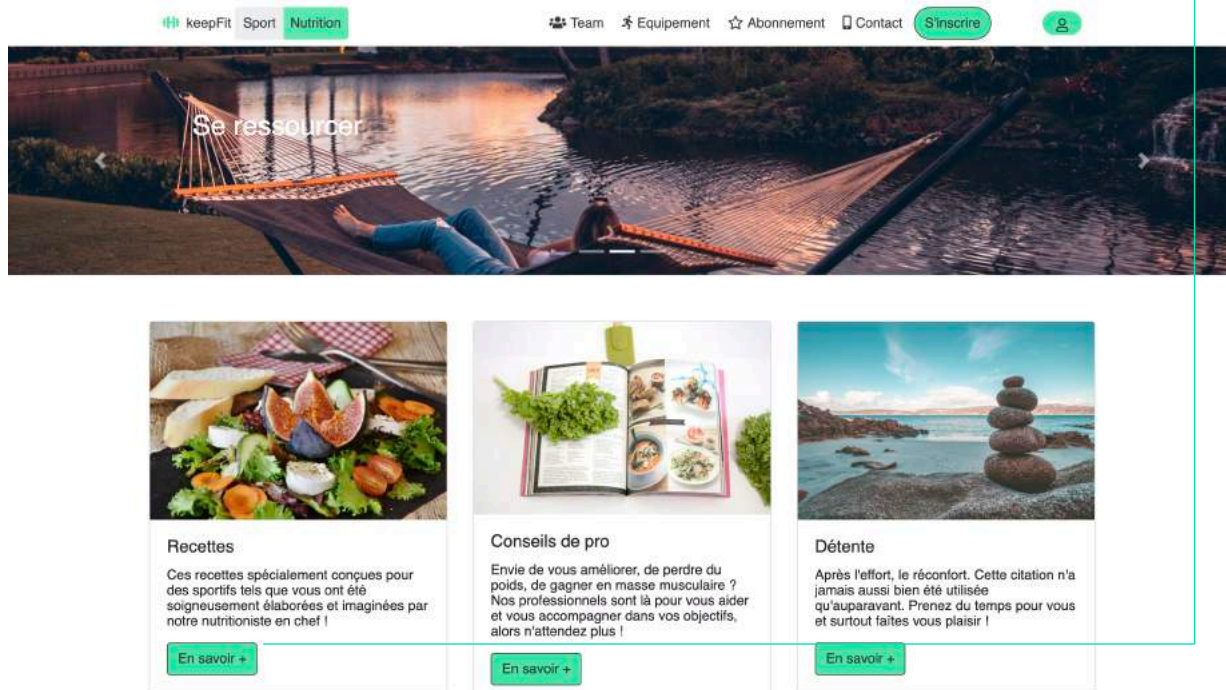 keepFit Sport Nutrition Team Equipement Abonnement Contact S'inscrire
Se ressourcer
Recettes
Ces recettes spécialement conçues pour
des sportifs tels que vous ont été
soigneusement élaborées et imaginées par
notre nutritioniste en chef !
En savoir +
Conseils de pro
Envie de vous améliorer, de perdre du
poids, de gagner en masse musculaire ?
Nos professionnels sont là pour vous aider
et vous accompagner dans vos objectifs,
alors n'attendez plus !
En savoir +
Détente
Après l'effort, le réconfort. Cette citation n'a
jamais aussi bien été utilisée
qu'auparavant. Prenez du temps pour vous
et surtout faîtes vous plaisir !
En savoir +